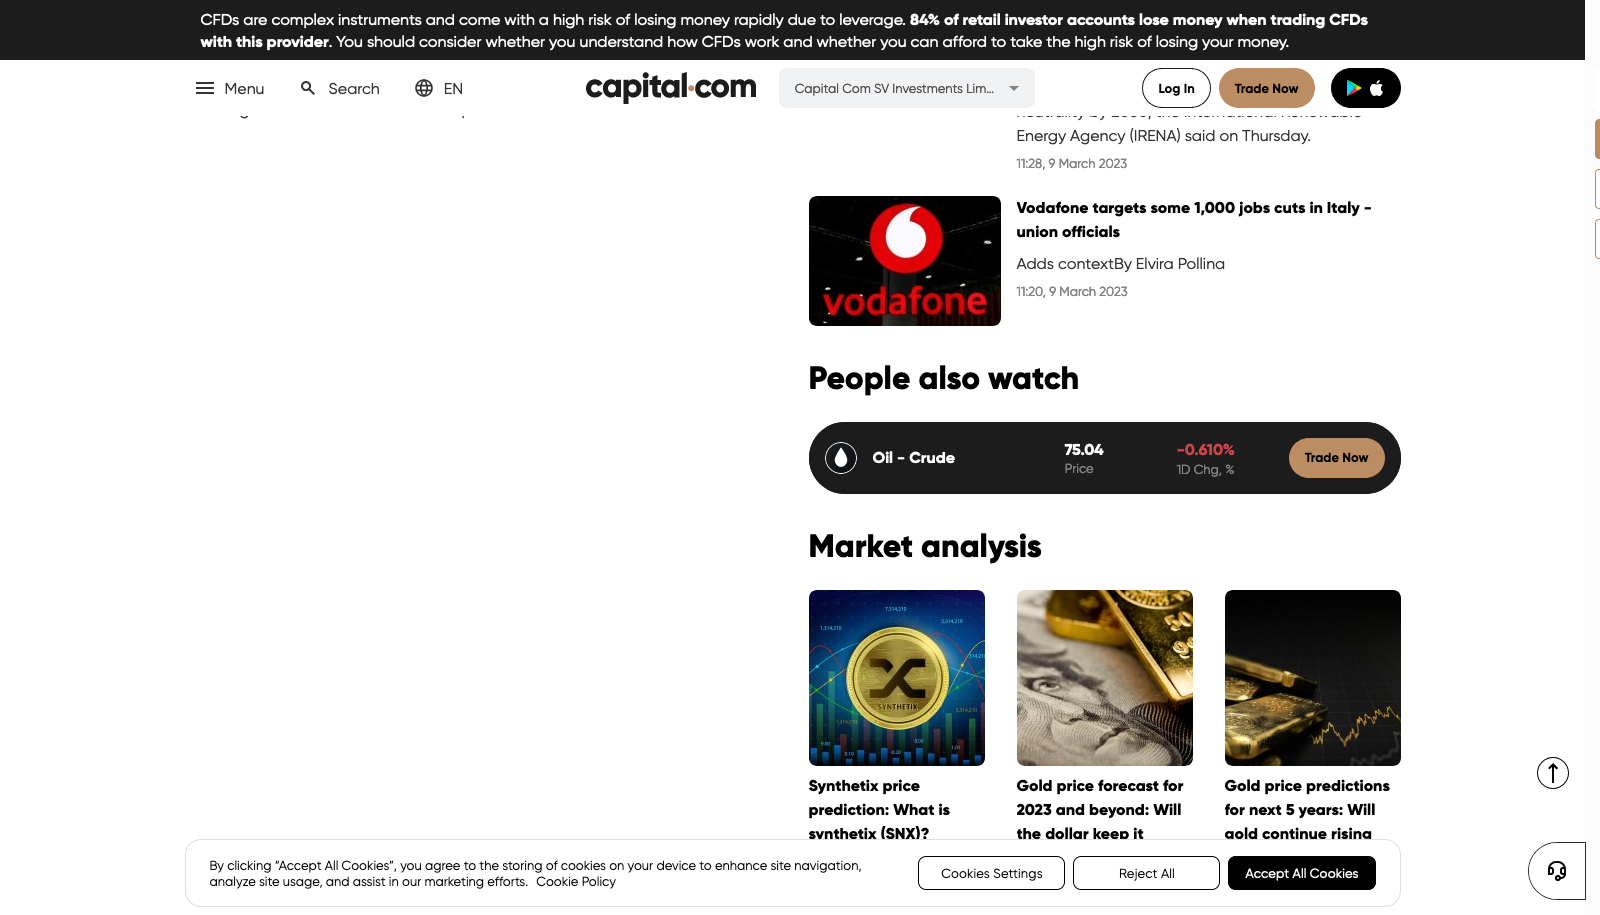 CFDs are complex instruments and come with a high risk of losing money rapidly due to leverage. 84% of retail investor accounts lose money when trading CFDs
with this provider. You should consider whether you understand how CFDs work and whether you can afford to take the high risk of losing your money.
Menu
Search
EN
capital.com
Capital Com SV Investments Lim...
Log In
Trade Now
Energy Agency (IRENA) said on Thursday.
11:28, 9 March 2023
vodafone
Vodafone targets some 1,000 jobs cuts in Italy -
union officials
Adds contextBy Elvira Pollina
11:20, 9 March 2023
People also watch
Oil - Crude
75.04
Price
-0.610%
1D Chg, %
Trade Now
Market analysis
SYNTHETIX
Synthetix price
prediction: What is
synthetix (SNX)?
Gold price forecast for
2023 and beyond: Will
the dollar keep it
Gold price predictions
for next 5 years: Will
gold continue rising
By clicking “Accept All Cookies”, you agree to the storing of cookies on your device to enhance site navigation,
analyze site usage, and assist in our marketing efforts. Cookie Policy
Cookies Settings
Reject All
Accept All Cookies